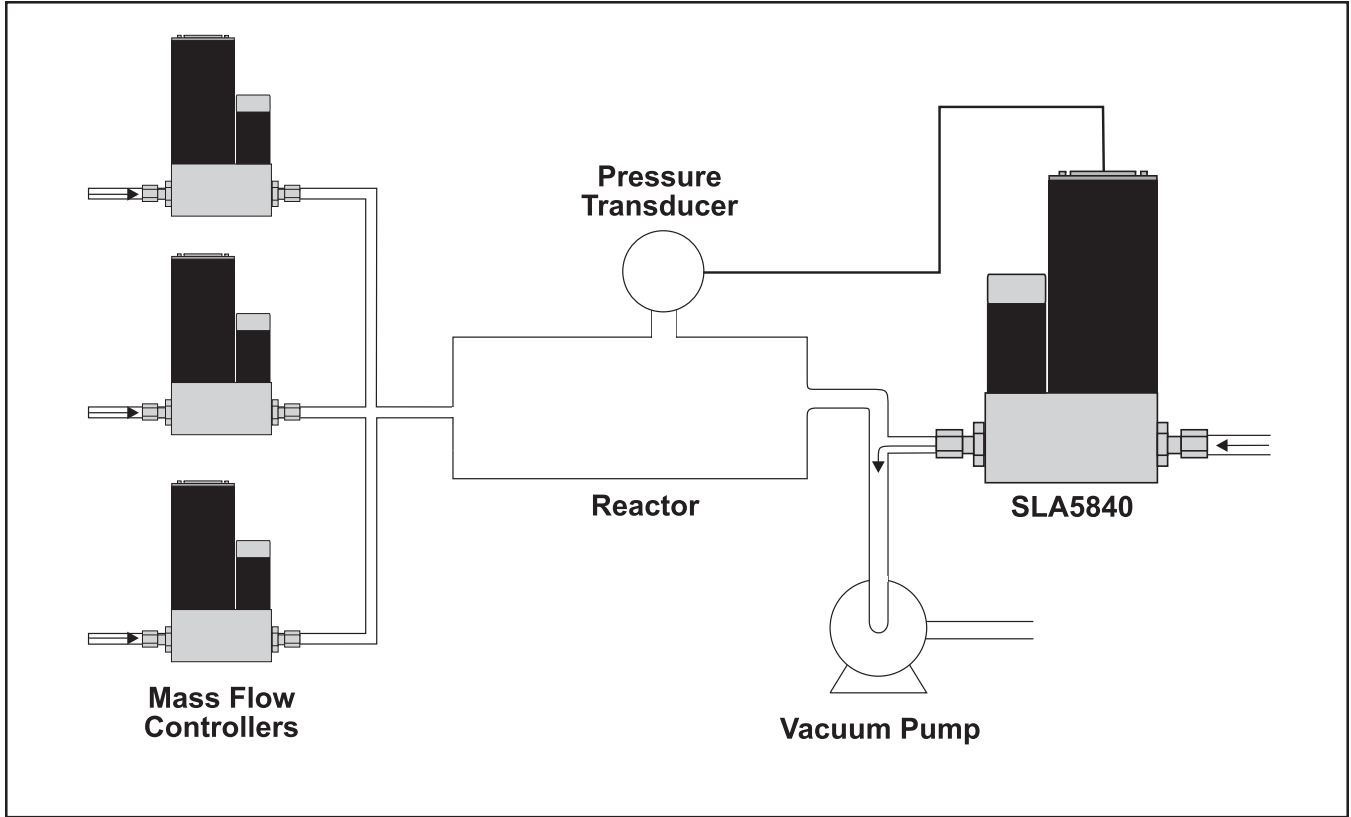 Pressure
Transducer
Reactor
SLA5840
Mass Flow
Controllers
Vacuum Pump